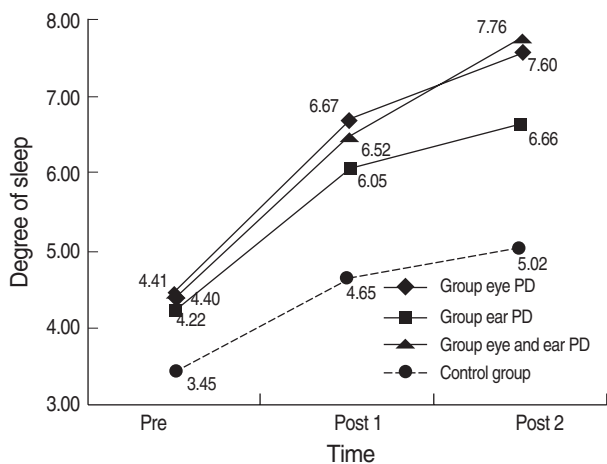 8.00
7.00
6.00
5.00
4.00
3.00
Degree of sleep
7.76
7.60
6.67
6.52
6.66
6.05
4.41
4.40
4.22
5.02
4.65
3.45
Group eye PD
Group ear PD
Group eye and ear PD
Control group
Pre
Post 1
Post 2
Time